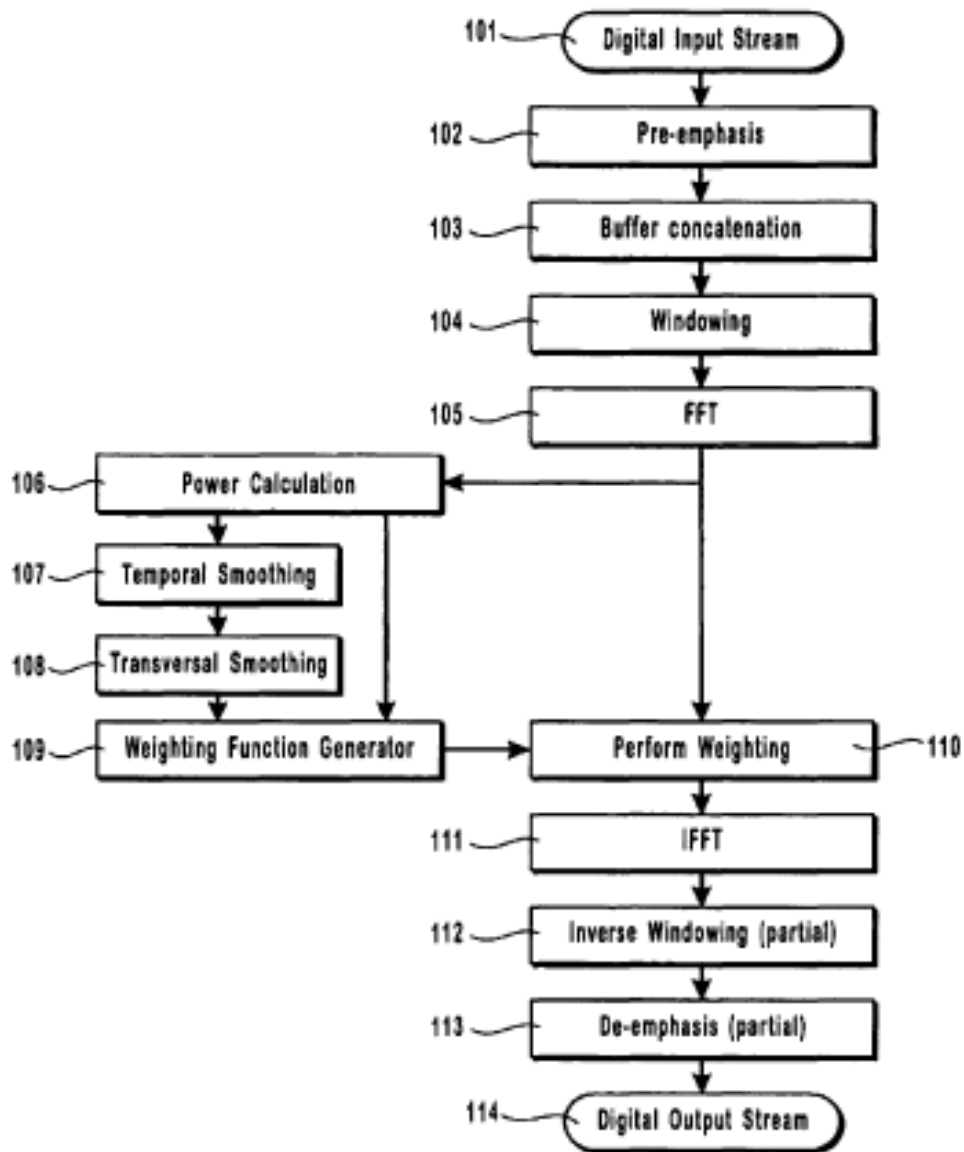 101 Digital Input Stream
102 Pre-emphasis
103 Buffer concatenation
104 Windowing
105 FFT
106 Power Calculation
107 Temporal Smoothing
108 Transversal Smoothing
109 Weighting Function Generator
Perform Weighting 110
111 IFFT
112 Inverse Windowing (partial)
113 De-emphasis (partial)
114 Digital Output Stream